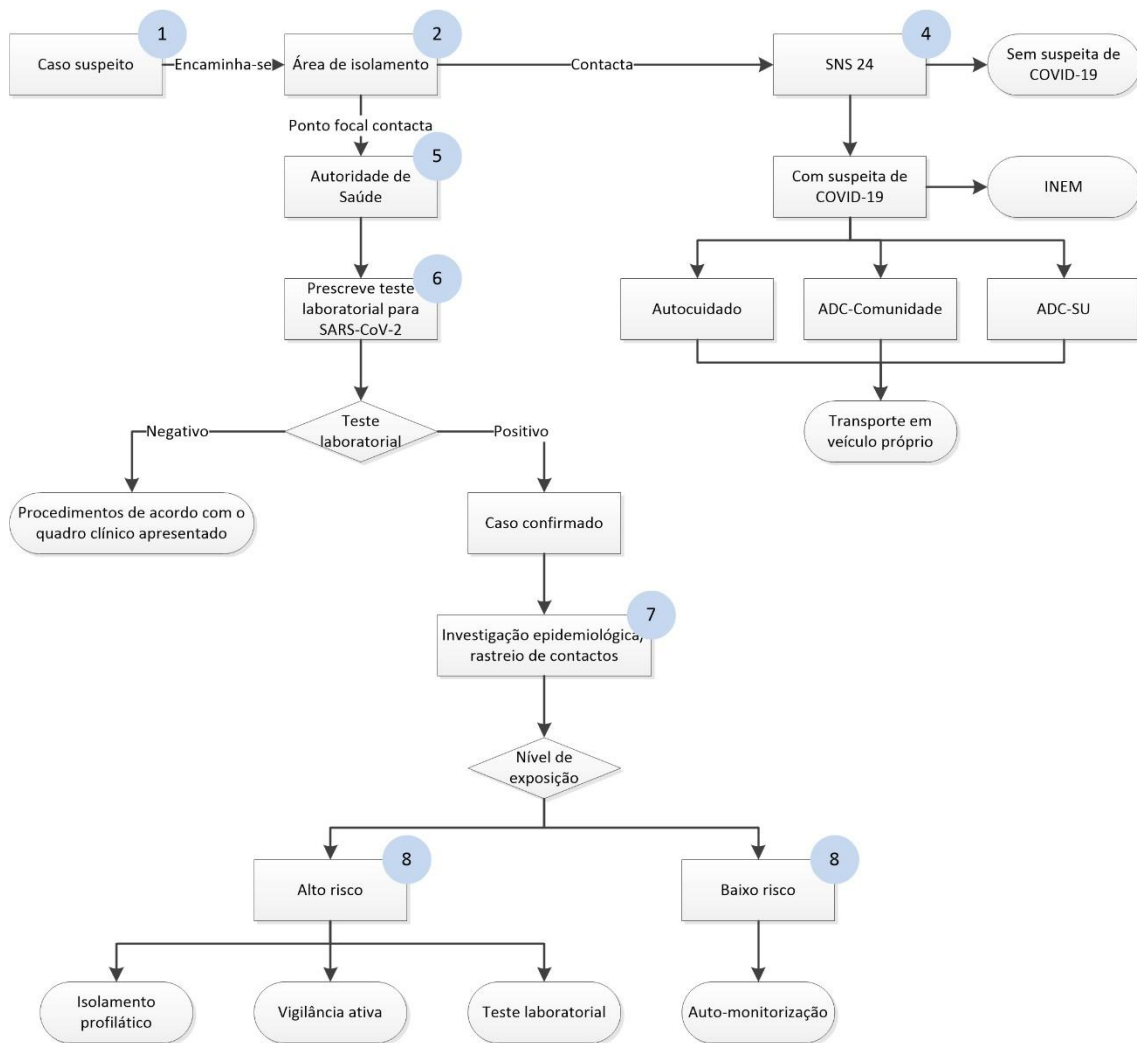 1
2
4
Caso suspeito
Encaminha-se
Área de isolamento
Contacta
SNS 24
Sem suspeita de
COVID-19
Ponto focal contacta
5
Autoridade de
Saúde
Com suspeita de
COVID-19
INEM
6
Prescreve teste
laboratorial para
SARS-CoV-2
Autocuidado
ADC-Comunidade
ADC-SU
Negativo
Teste
laboratorial
Positivo
Transporte em
veículo próprio
Procedimentos de acordo com o
quadro clínico apresentado
Caso confirmado
7
Investigação epidemiológica,
rastreio de contactos
Nível de
exposição
8
8
Alto risco
Baixo risco
Isolamento
profilático
Vigilância ativa
Teste laboratorial
Auto-monitorização